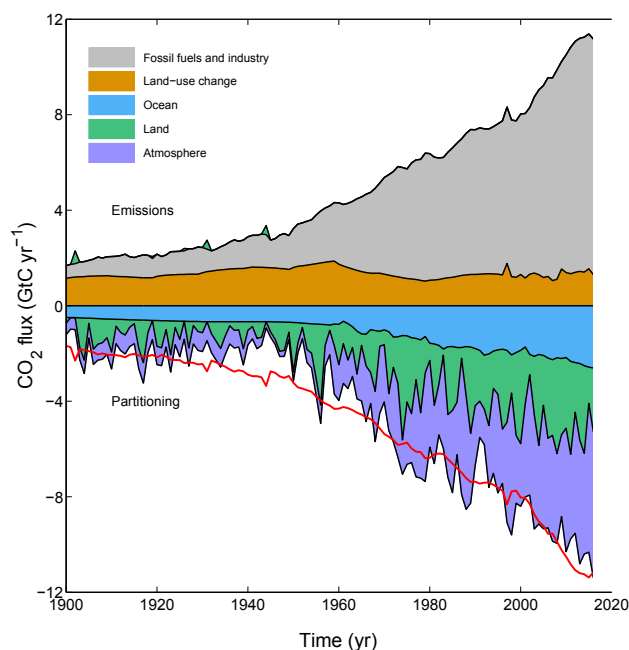 12
8
4
0
−4
−8
−12
CO2 flux (GtC yr−1)
Fossil fuels and industry
Land−use change
Ocean
Land
Atmosphere
Emissions
Partitioning
1900 1920 1940 1960 1980 2000 2020
Time (yr)